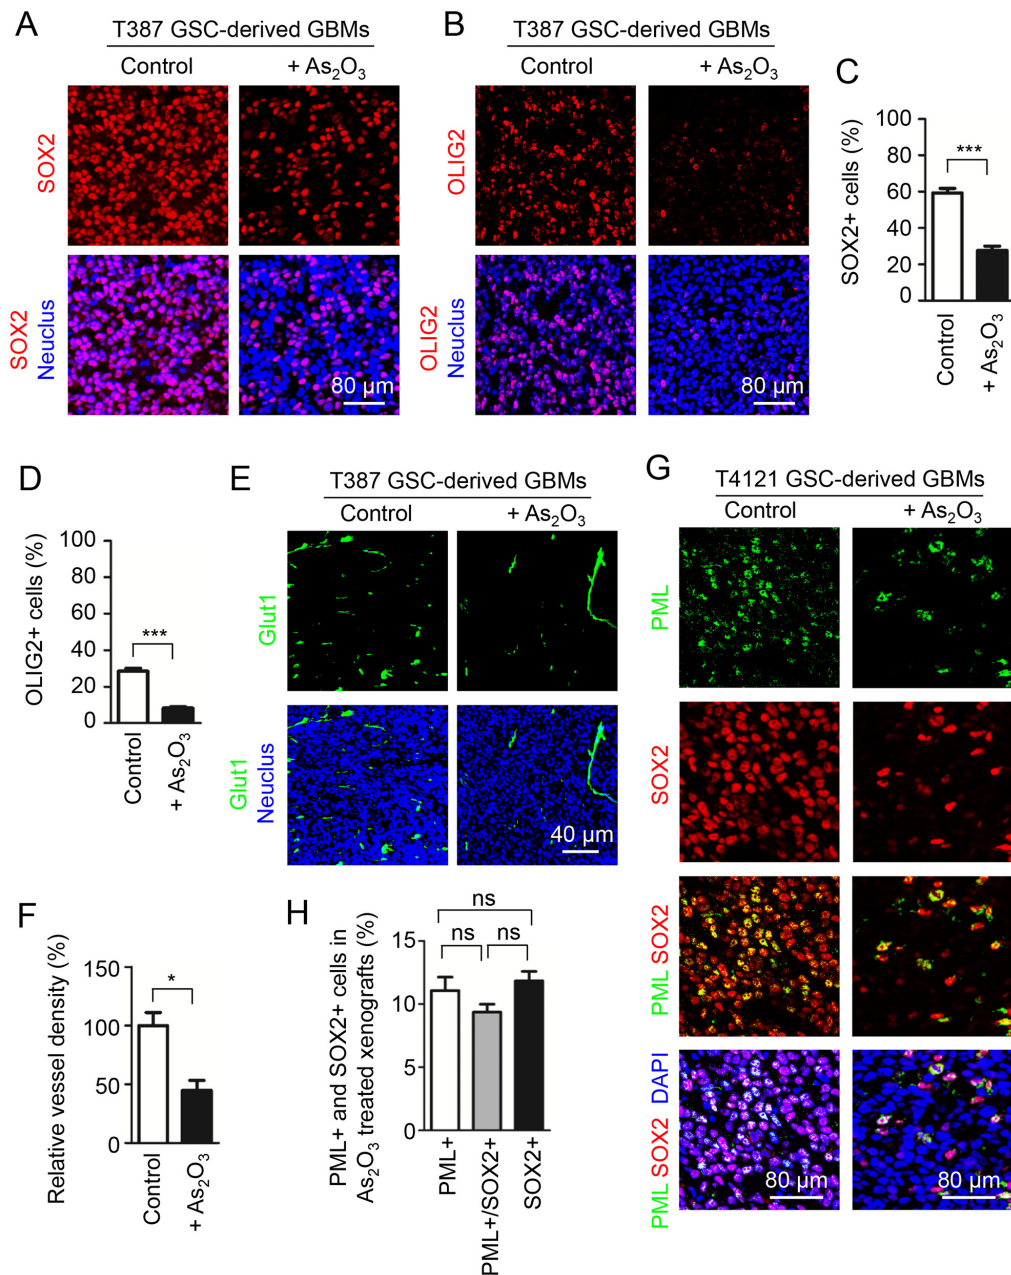 A
T387 GSC-derived GBMs
Control
+ As₂O₃
SOX2
SOX2
Neuclus
80 µm
B
T387 GSC-derived GBMs
Control
+ As₂O₃
OLIG2
OLIG2
Neuclus
80 µm
C
SOX2+ cells (%)
100
80
60
40
20
0
***
Control
+ As₂O₃
D
OLIG2+ cells (%)
100
80
60
40
20
0
***
Control
+ As₂O₃
E
T387 GSC-derived GBMs
Control
+ As₂O₃
Glut1
Glut1
Neuclus
40 µm
F
Relative vessel density (%)
150
100
50
0
*
Control
+ As₂O₃
G
T4121 GSC-derived GBMs
Control
+ As₂O₃
PML
SOX2
PML SOX2
PML SOX2 DAPI
80 µm
80 µm
H
PML+ and SOX2+ cells in
As₂O₃ treated xenografts (%)
15
10
5
0
ns
ns
ns
PML+
PML+/SOX2+
SOX2+